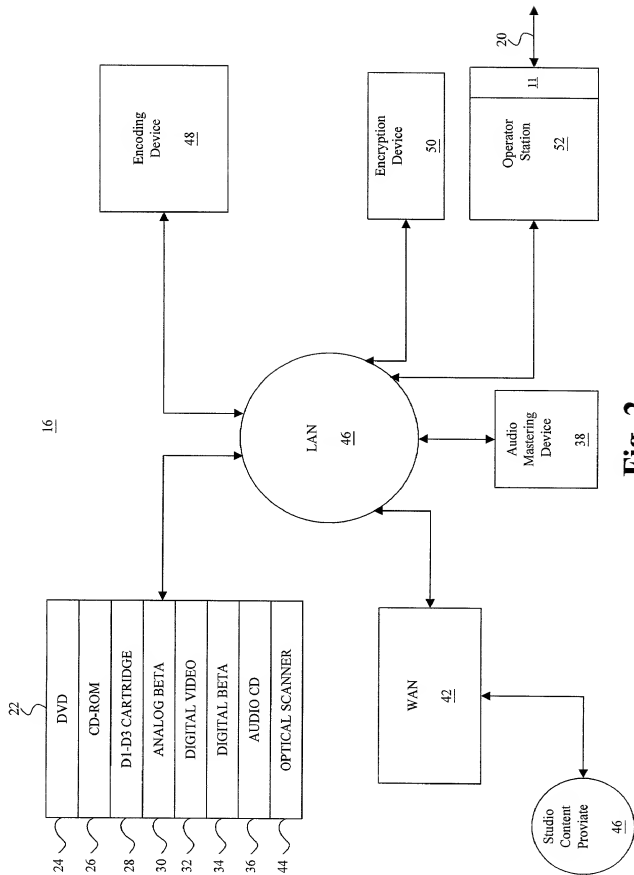 16
22
24 DVD
26 CD-ROM
28 D1-D3 CARTRIDGE
30 ANALOG BETA
32 DIGITAL VIDEO
34 DIGITAL BETA
36 AUDIO CD
44 OPTICAL SCANNER
Encoding
Device
48
Encryption
Device
50
Operator
Station
52
11
20
LAN
46
Audio
Mastering
Device
38
WAN
42
Studio
Content
Proviate
46